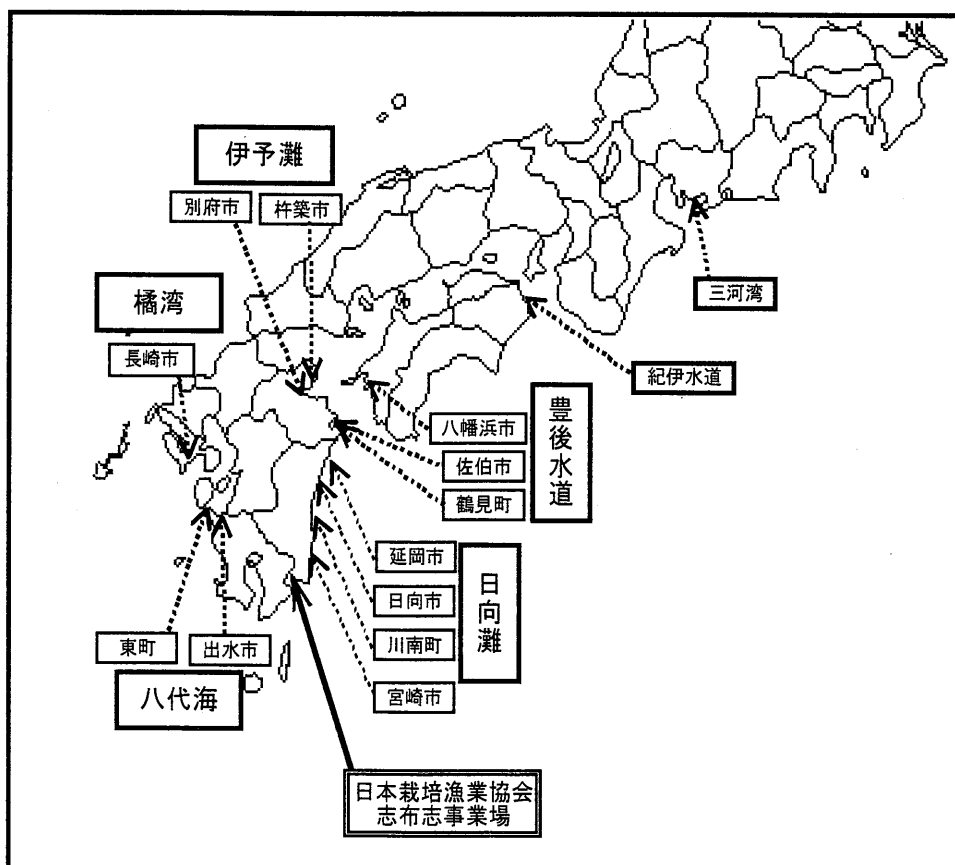 伊予灘
別府市
杵築市
橘湾
長崎市
三河湾
紀伊水道
豊後水道
八幡浜市
佐伯市
鶴見町
日向灘
延岡市
日向市
川南町
宮崎市
東町
出水市
八代海
日本栽培漁業協会
志布志事業場